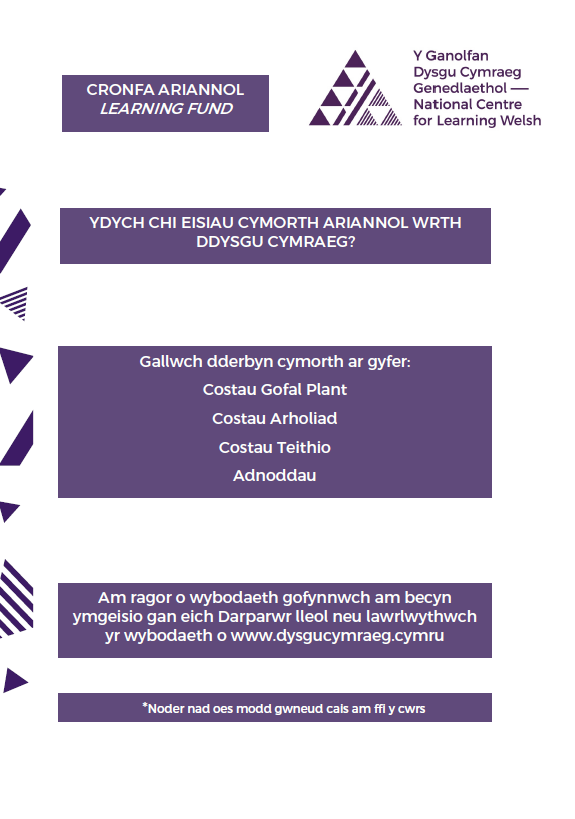 CRONFA ARIANNOL
LEARNING FUND
Y Ganolfan
Dysgu Cymraeg
Genedlaethol —
National Centre
for Learning Welsh
YDYCH CHI EISIAU CYMORTH ARIANNOL WRTH
DDYSGU CYMRAEG?
Gallwch dderbyn cymorth ar gyfer:
Costau Gofal Plant
Costau Arholiad
Costau Teithio
Adnoddau
Am ragor o wybodaeth gofynnwch am becyn
ymgeisio gan eich Darparwr lleol neu lawrlwythwch
yr wybodaeth o www.dysgucymraeg.cymru
*Noder nad oes modd gwneud cais am ffi y cwrs